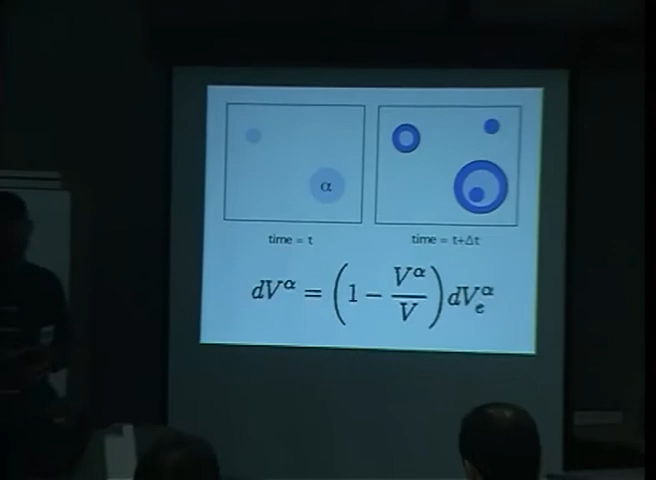 α
time = t
time = t+Δt
dV^α = (1 − V^α/V) dV_e^α